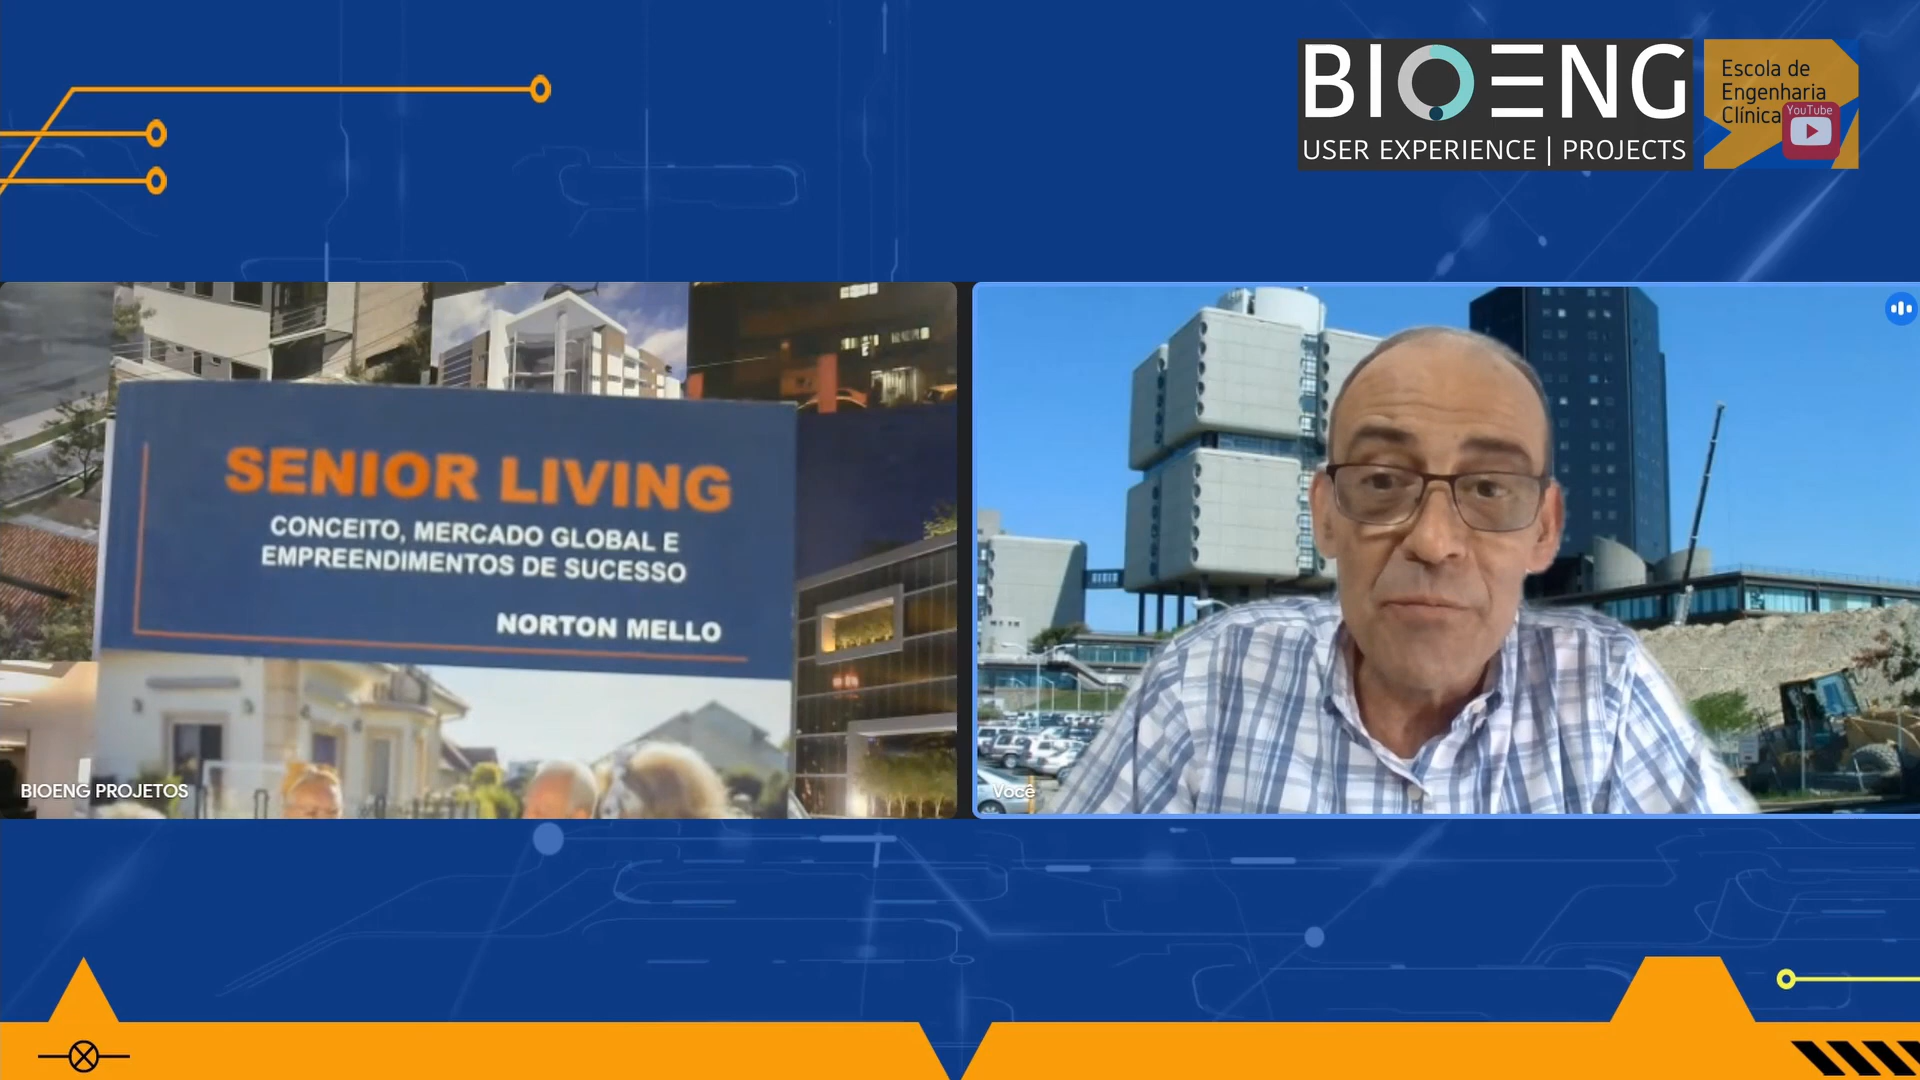 BIOENG
USER EXPERIENCE | PROJECTS
Escola de
Engenharia
Clínica
YouTube
SENIOR LIVING
CONCEITO, MERCADO GLOBAL E
EMPREENDIMENTOS DE SUCESSO
NORTON MELLO
BIOENG PROJETOS
Você